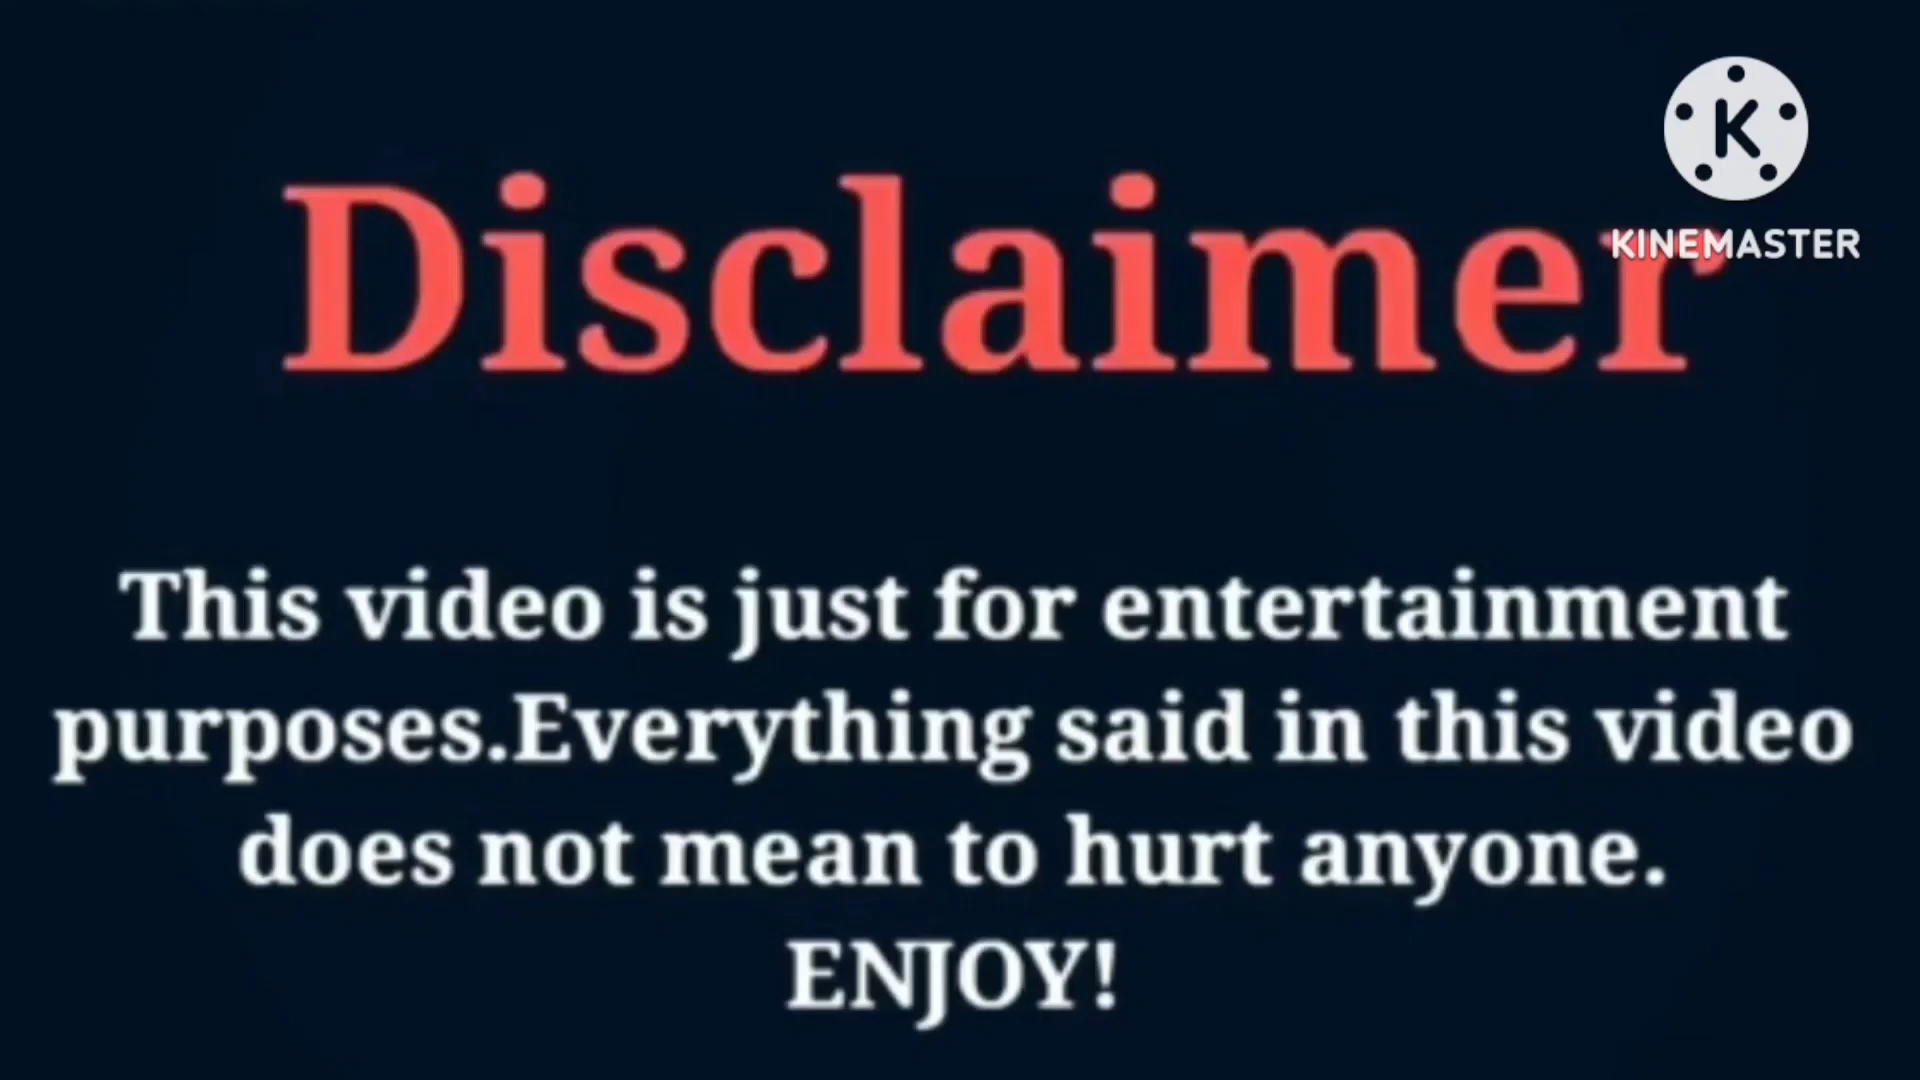 K
KINEMASTER
Disclaimer
This video is just for entertainment
purposes.Everything said in this video
does not mean to hurt anyone.
ENJOY!